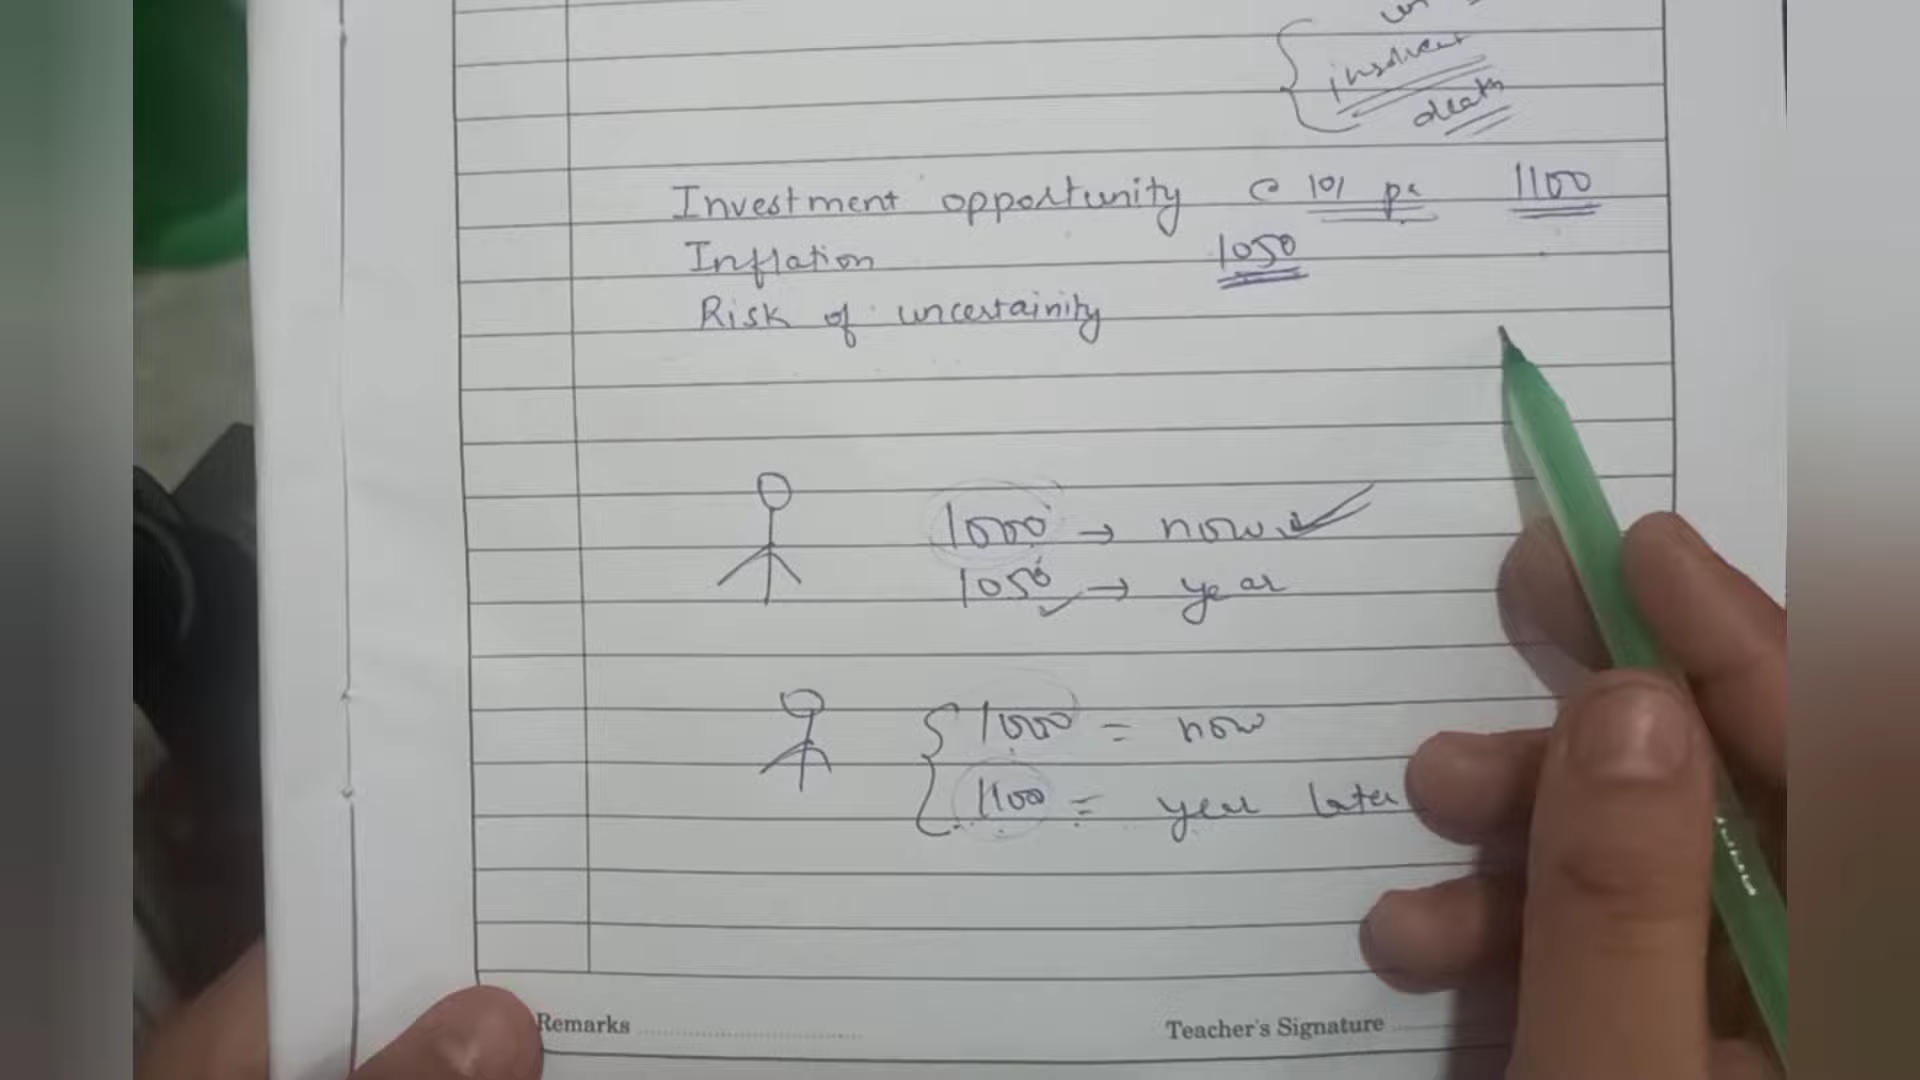 insolvent
death
Investment opportunity @ 10% pa 1100
Inflation 1050
Risk of uncertainity
1000 → now
1050 → year
1000 = now
1100 = year later
Remarks
Teacher's Signature